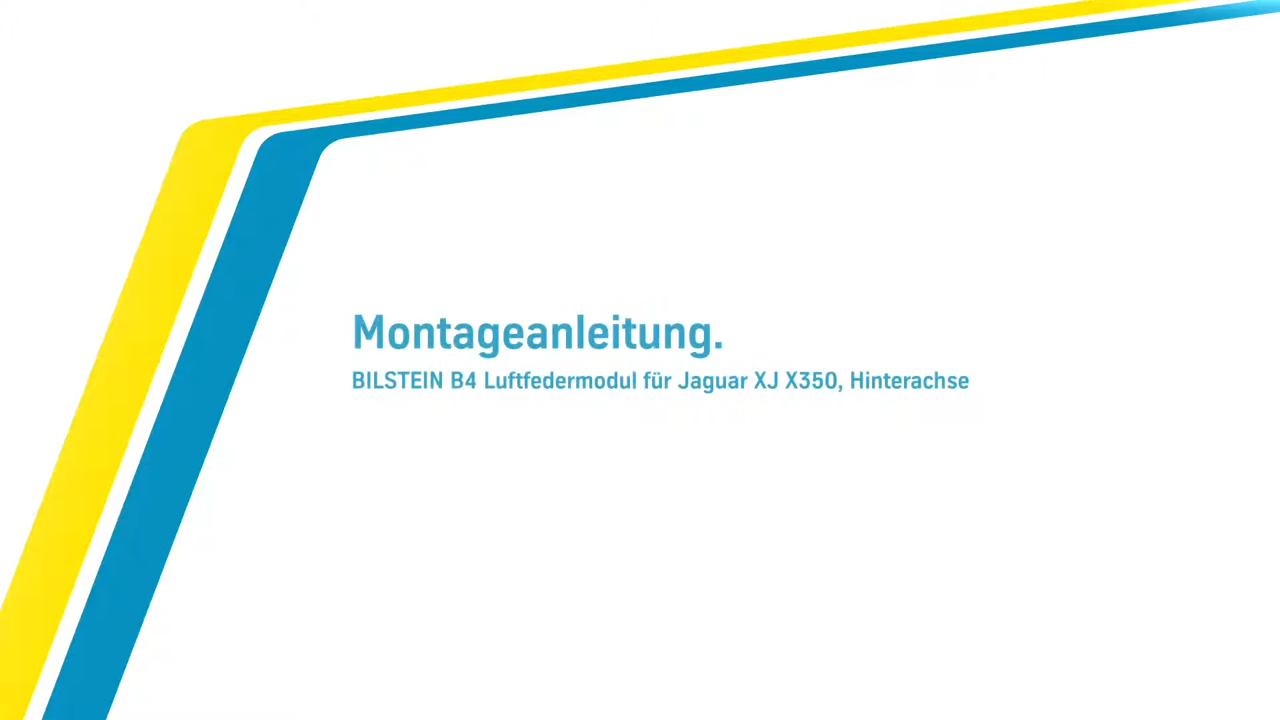 Montageanleitung.
BILSTEIN B4 Luftfedermodul für Jaguar XJ X350, Hinterachse